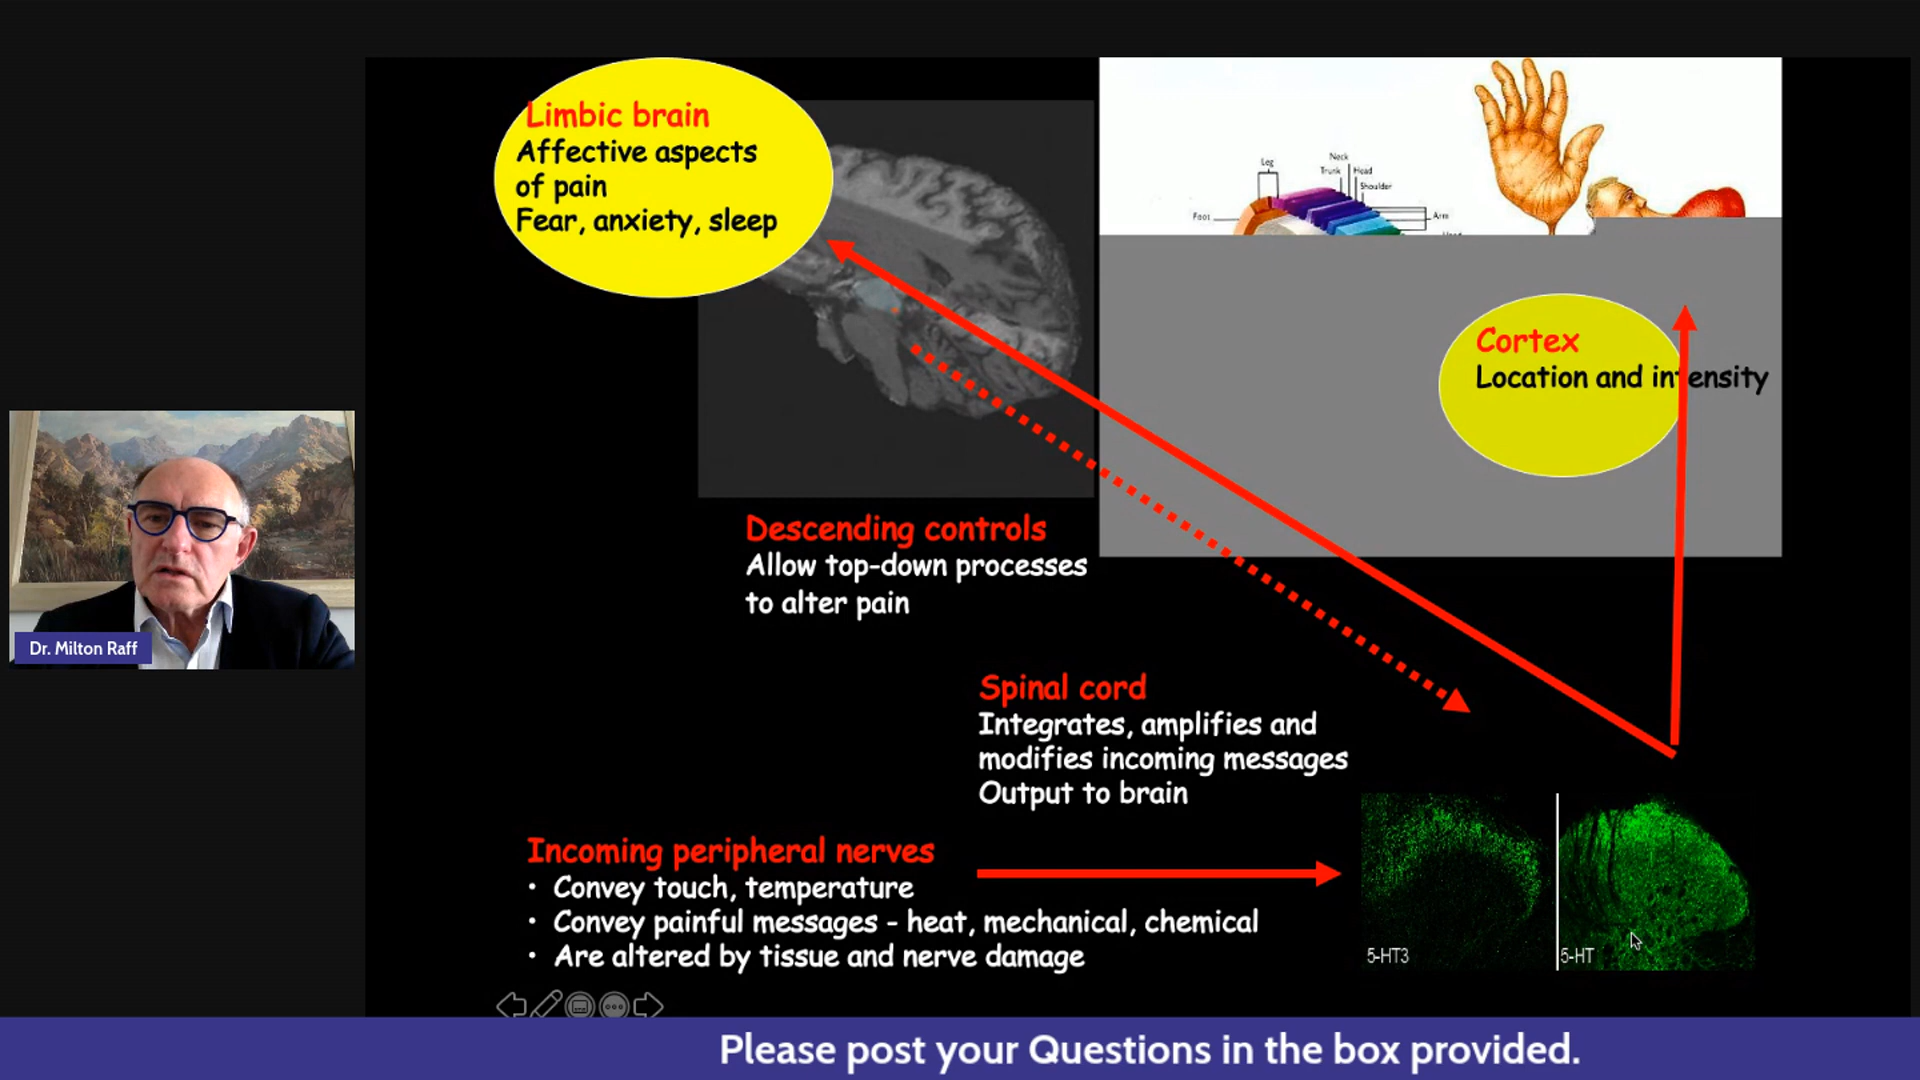 Limbic brain
Affective aspects
of pain
Fear, anxiety, sleep
Leg
Neck
Trunk
Head
Shoulder
Foot
Arm
Cortex
Location and intensity
Descending controls
Allow top-down processes
to alter pain
Dr. Milton Raff
Spinal cord
Integrates, amplifies and
modifies incoming messages
Output to brain
Incoming peripheral nerves
• Convey touch, temperature
• Convey painful messages - heat, mechanical, chemical
• Are altered by tissue and nerve damage
5-HT3
5-HT
Please post your Questions in the box provided.